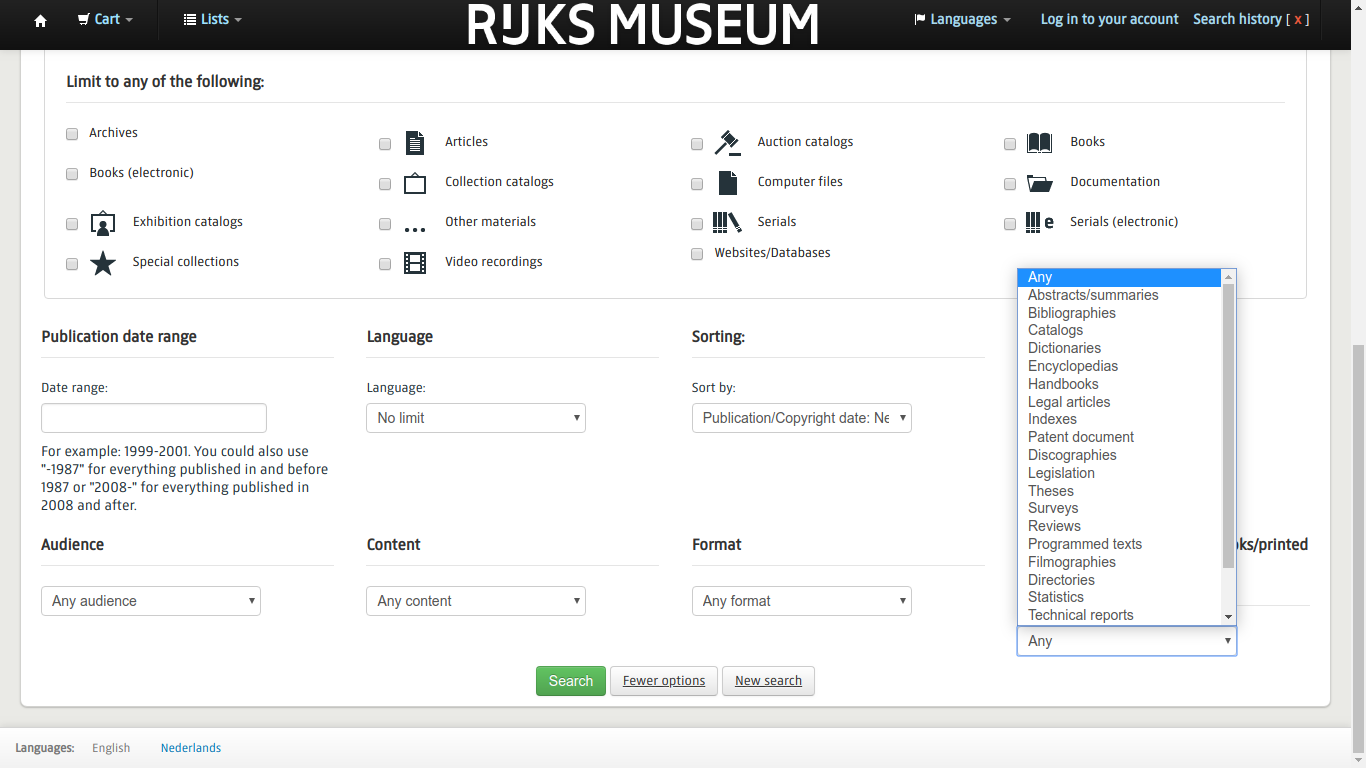 Cart
Lists
RIJKS MUSEUM
Languages
Log in to your account
Search history [ x ]
Limit to any of the following:
Archives
Articles
Auction catalogs
Books
Books (electronic)
Collection catalogs
Computer files
Documentation
Exhibition catalogs
Other materials
Serials
e
Serials (electronic)
Special collections
Video recordings
Websites/Databases
Publication date range
Language
Sorting:
Date range:
Language:
Sort by:
No limit
Publication/Copyright date: Ne
For example: 1999-2001. You could also use
"-1987" for everything published in and before
1987 or "2008-" for everything published in
2008 and after.
Any
Abstracts/summaries
Bibliographies
Catalogs
Dictionaries
Encyclopedias
Handbooks
Legal articles
Indexes
Patent document
Discographies
Legislation
Theses
Surveys
Reviews
Programmed texts
Filmographies
Directories
Statistics
Technical reports
Audience
Content
Format
oks/printed
Any audience
Any content
Any format
Any
Search
Fewer options
New search
Languages:
English
Nederlands